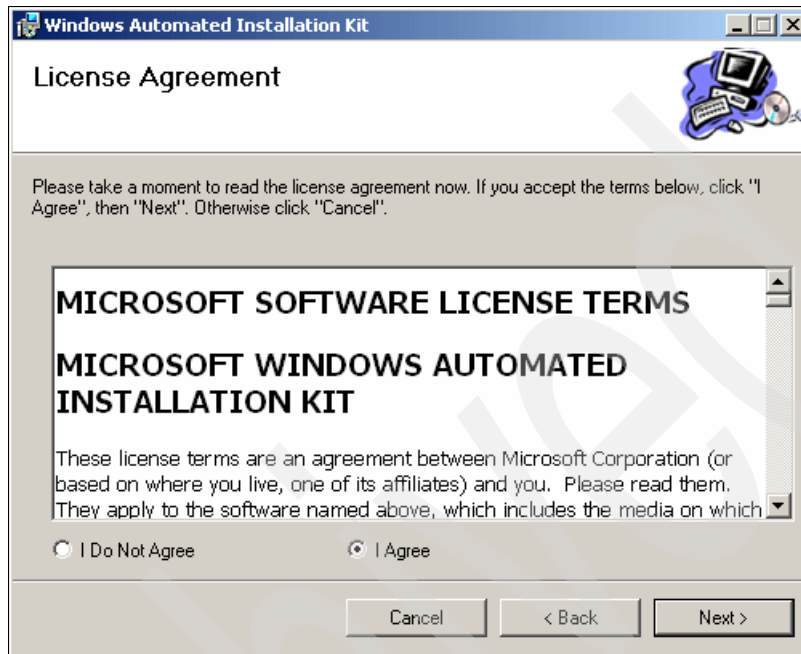 Windows Automated Installation Kit
License Agreement
Please take a moment to read the license agreement now. If you accept the terms below, click "I
Agree", then "Next". Otherwise click "Cancel".
MICROSOFT SOFTWARE LICENSE TERMS
MICROSOFT WINDOWS AUTOMATED
INSTALLATION KIT
These license terms are an agreement between Microsoft Corporation (or
based on where you live, one of its affiliates) and you.  Please read them.
They apply to the software named above, which includes the media on which
I Do Not Agree I Agree
Cancel < Back Next >